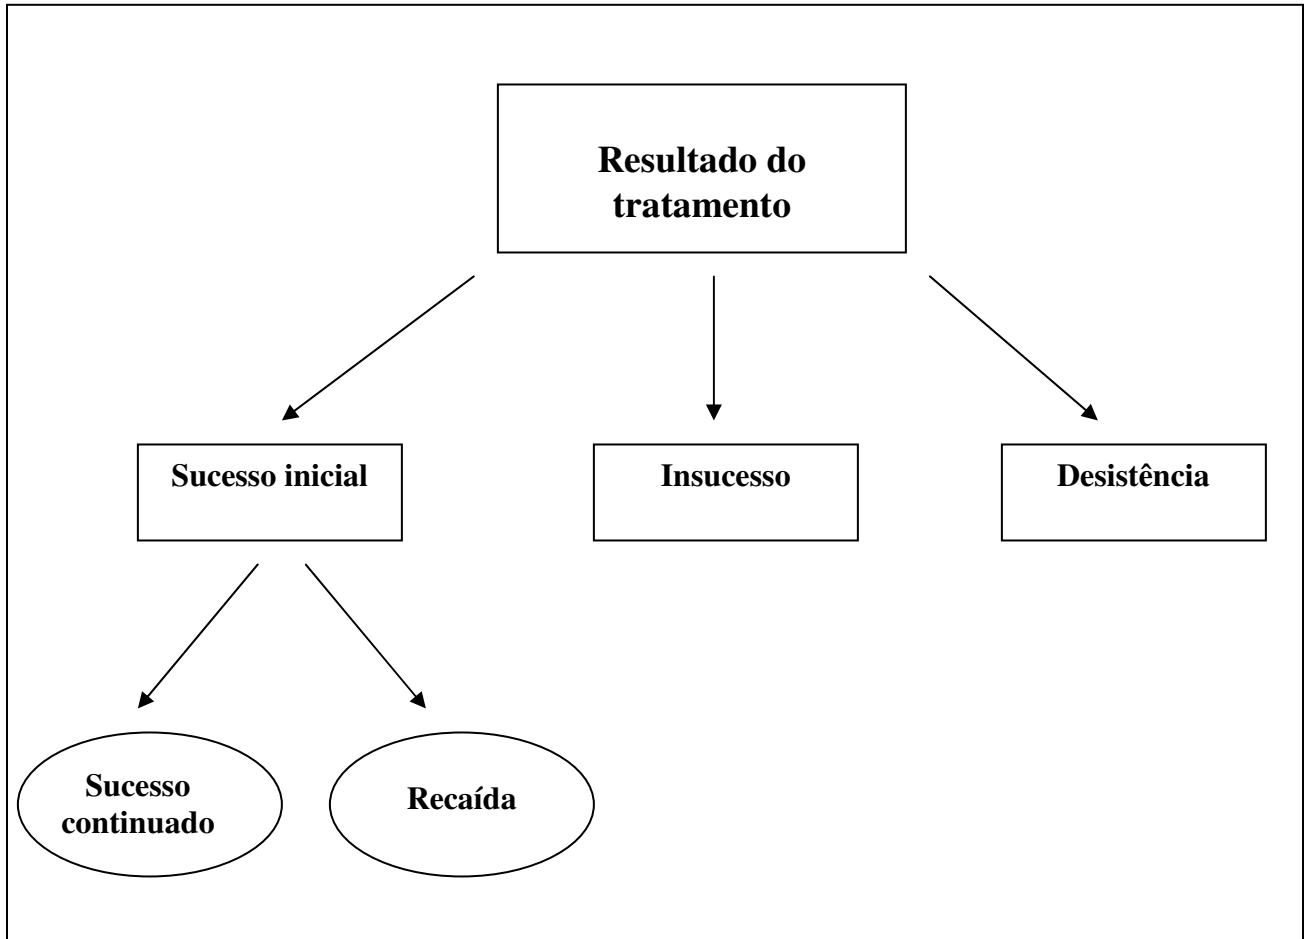 Resultado do
tratamento
Sucesso inicial
Insucesso
Desistência
Sucesso
continuado
Recaída